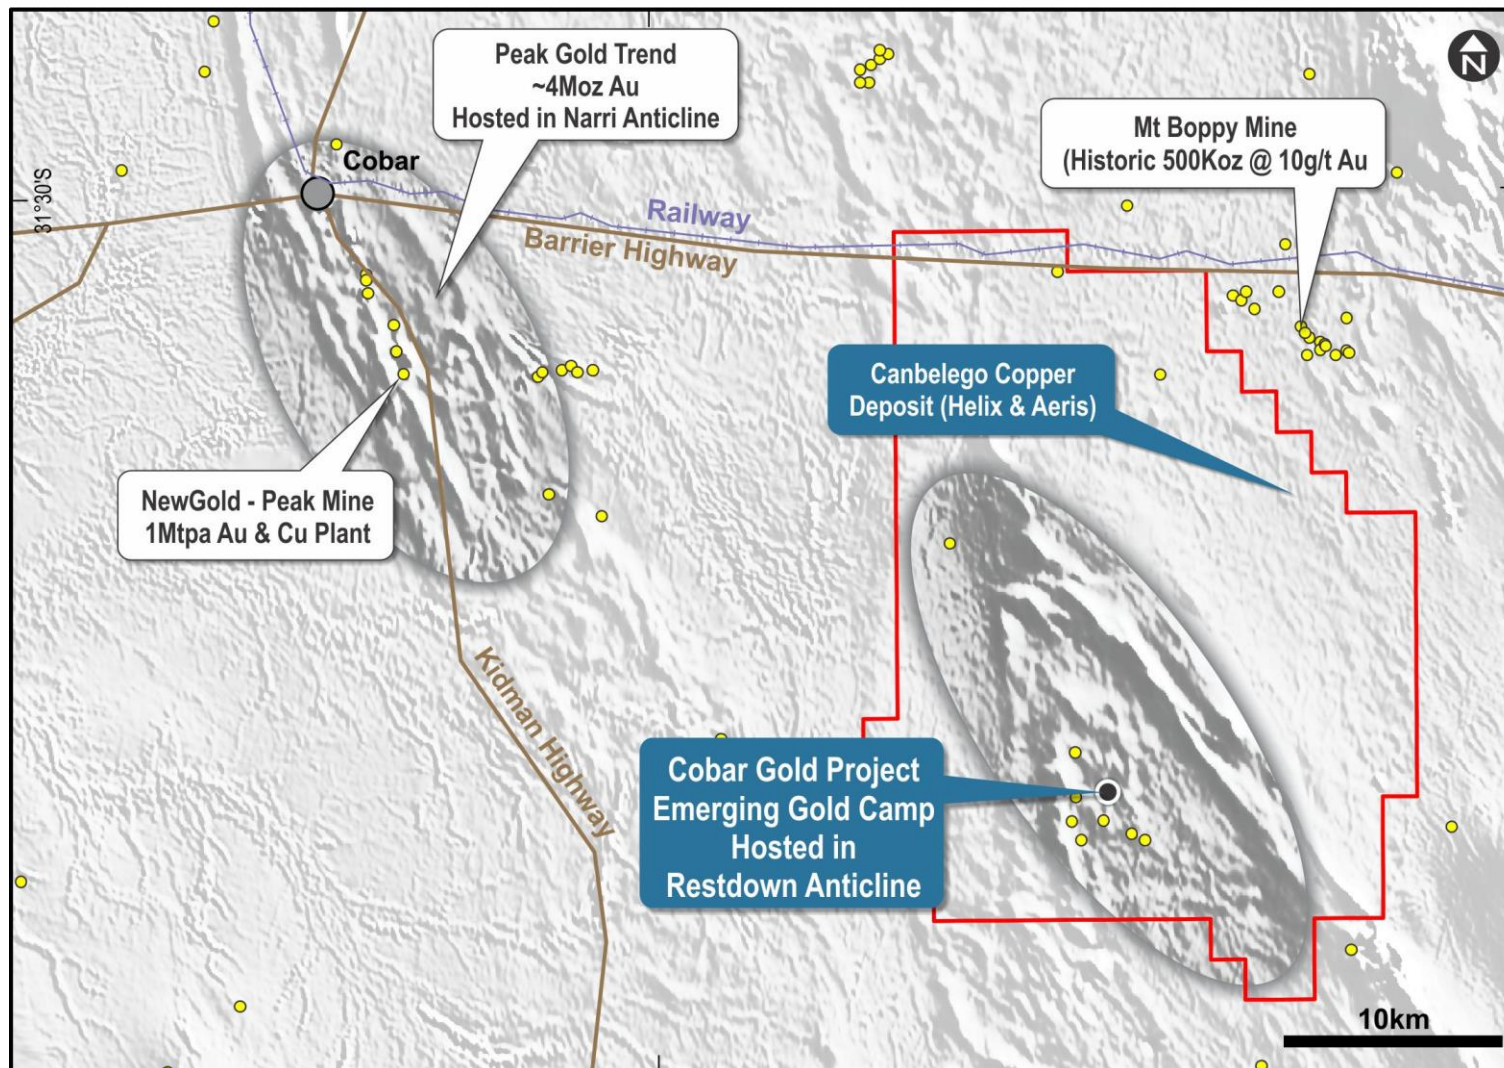 Peak Gold Trend
~4Moz Au
Hosted in Narri Anticline
N
Mt Boppy Mine
(Historic 500Koz @ 10g/t Au
Cobar
31°30'S
Railway
Barrier Highway
Canbelego Copper
Deposit (Helix & Aeris)
NewGold - Peak Mine
1Mtpa Au & Cu Plant
Kidman Highway
Cobar Gold Project
Emerging Gold Camp
Hosted in
Restdown Anticline
10km